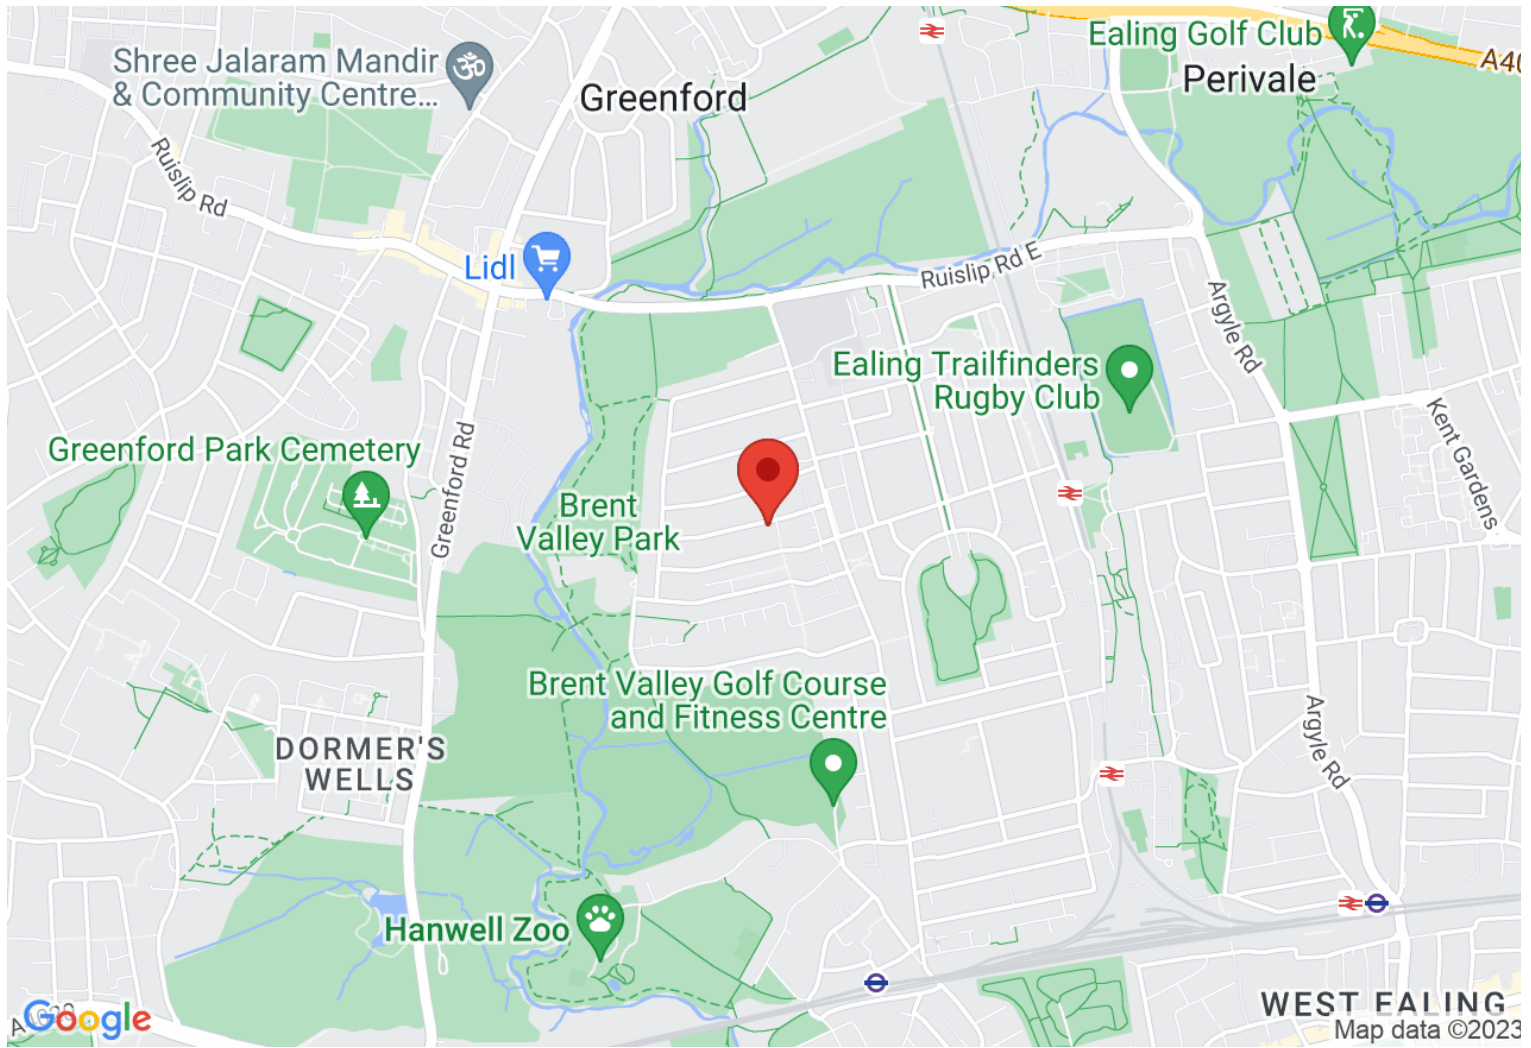 Shree Jalaram Mandir
& Community Centre...
Greenford
Ealing Golf Club
Perivale
A40
Ruislip Rd
Lidl
Ruislip Rd E
Argyle Rd
Ealing Trailfinders
Rugby Club
Kent Gardens
Greenford Park Cemetery
Greenford Rd
Brent
Valley Park
Brent Valley Golf Course
and Fitness Centre
DORMER'S
WELLS
Argyle Rd
Hanwell Zoo
WEST EALING
Google
Map data ©2023